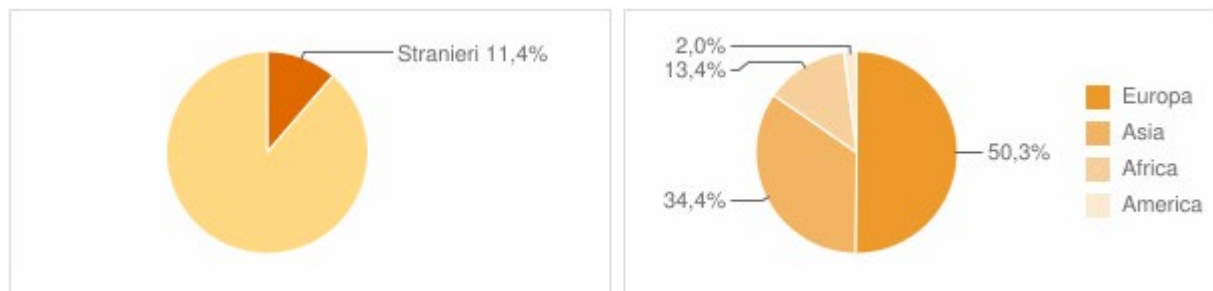 Stranieri 11,4%
2,0%
13,4%
34,4%
50,3%
Europa
Asia
Africa
America